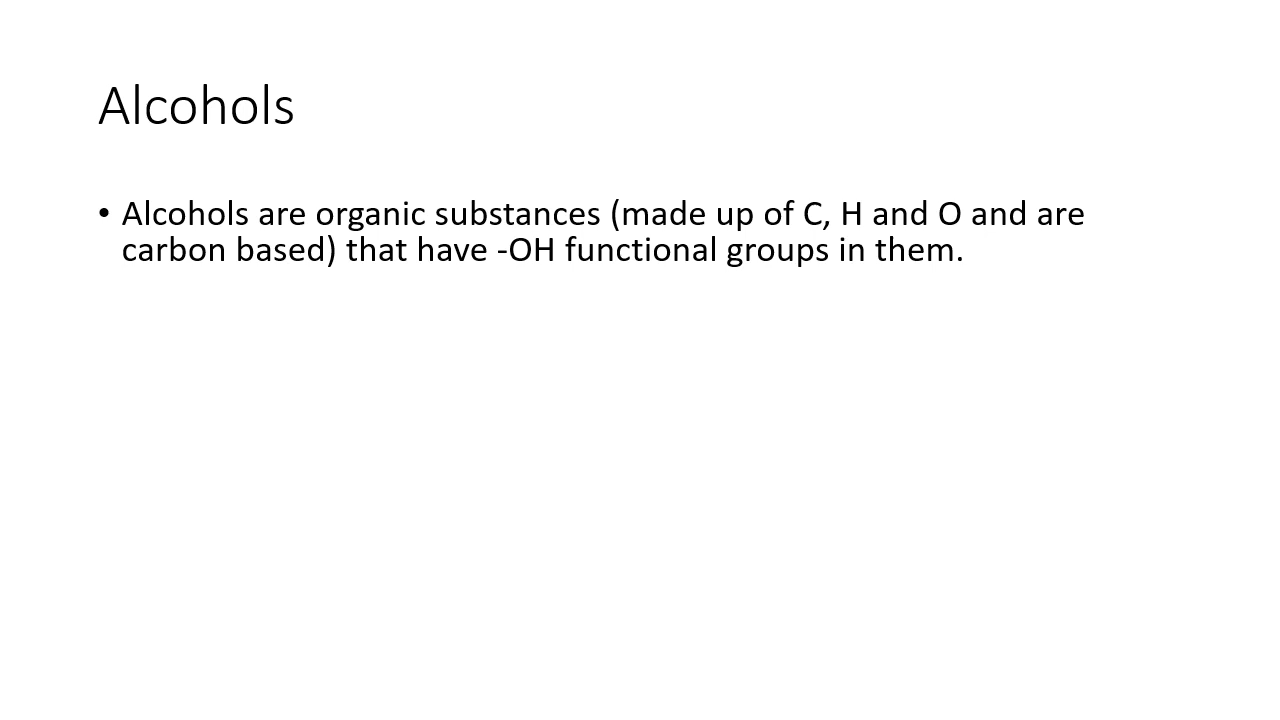 Alcohols
• Alcohols are organic substances (made up of C, H and O and are
carbon based) that have -OH functional groups in them.